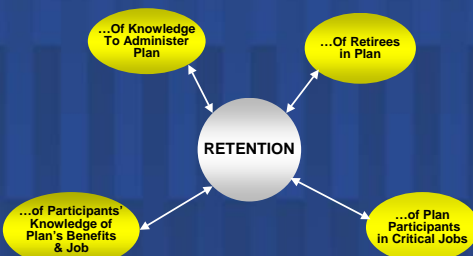 …Of Knowledge
To Administer
Plan
…Of Retirees
in Plan
RETENTION
…of Participants’
Knowledge of
Plan’s Benefits
& Job
…of Plan
Participants
in Critical Jobs